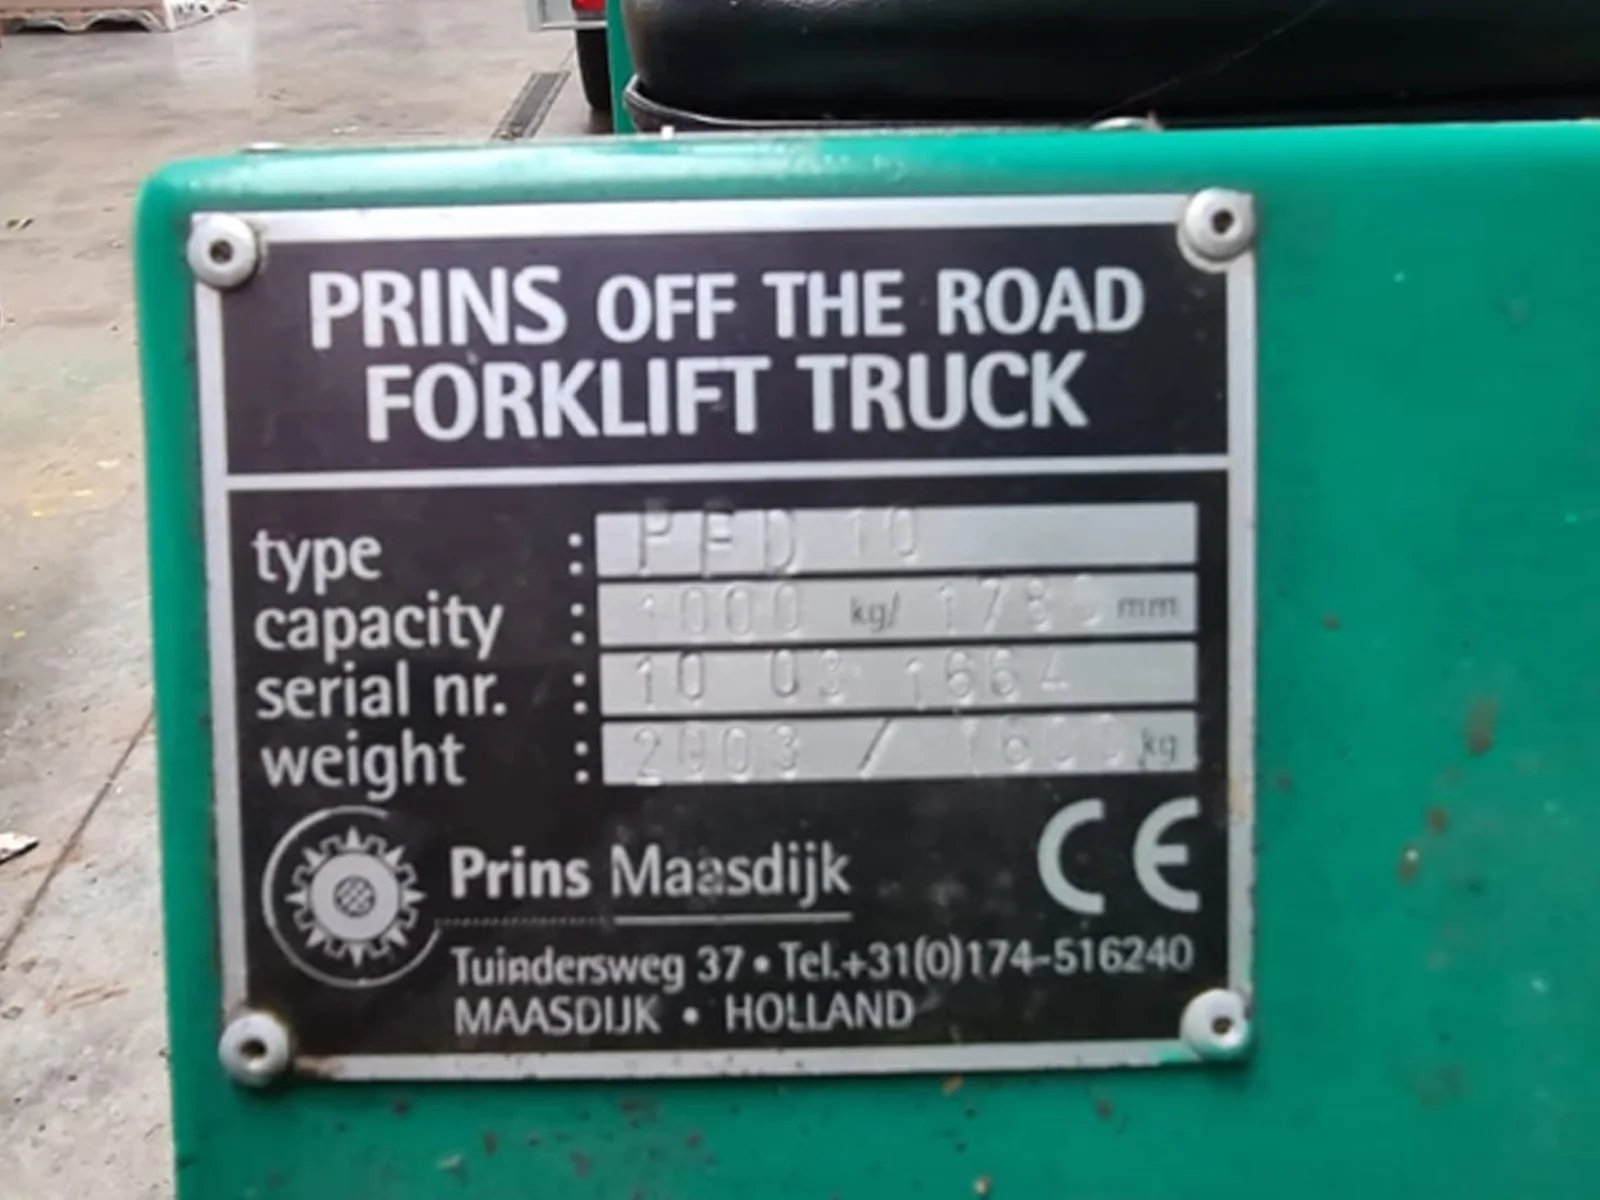 PRINS OFF THE ROAD
FORKLIFT TRUCK
type : PFD 10
capacity : 1000 kg/ mm
serial nr. : 10 03 1664
weight : 2003 / 1600 kg
Prins Maasdijk
CE
Tuindersweg 37 • Tel.+31(0)174-516240
MAASDIJK • HOLLAND